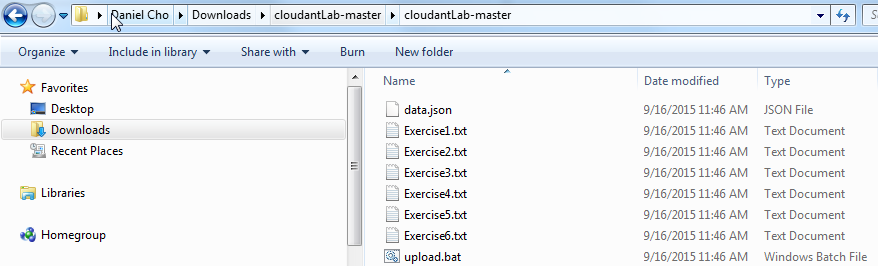 Daniel Cho Downloads cloudantLab-master cloudantLab-master
Organize Include in library Share with Burn New folder
Favorites
Desktop
Downloads
Recent Places
Libraries
Homegroup
Name Date modified Type
data.json 9/16/2015 11:46 AM JSON File
Exercise1.txt 9/16/2015 11:46 AM Text Document
Exercise2.txt 9/16/2015 11:46 AM Text Document
Exercise3.txt 9/16/2015 11:46 AM Text Document
Exercise4.txt 9/16/2015 11:46 AM Text Document
Exercise5.txt 9/16/2015 11:46 AM Text Document
Exercise6.txt 9/16/2015 11:46 AM Text Document
upload.bat 9/16/2015 11:46 AM Windows Batch File